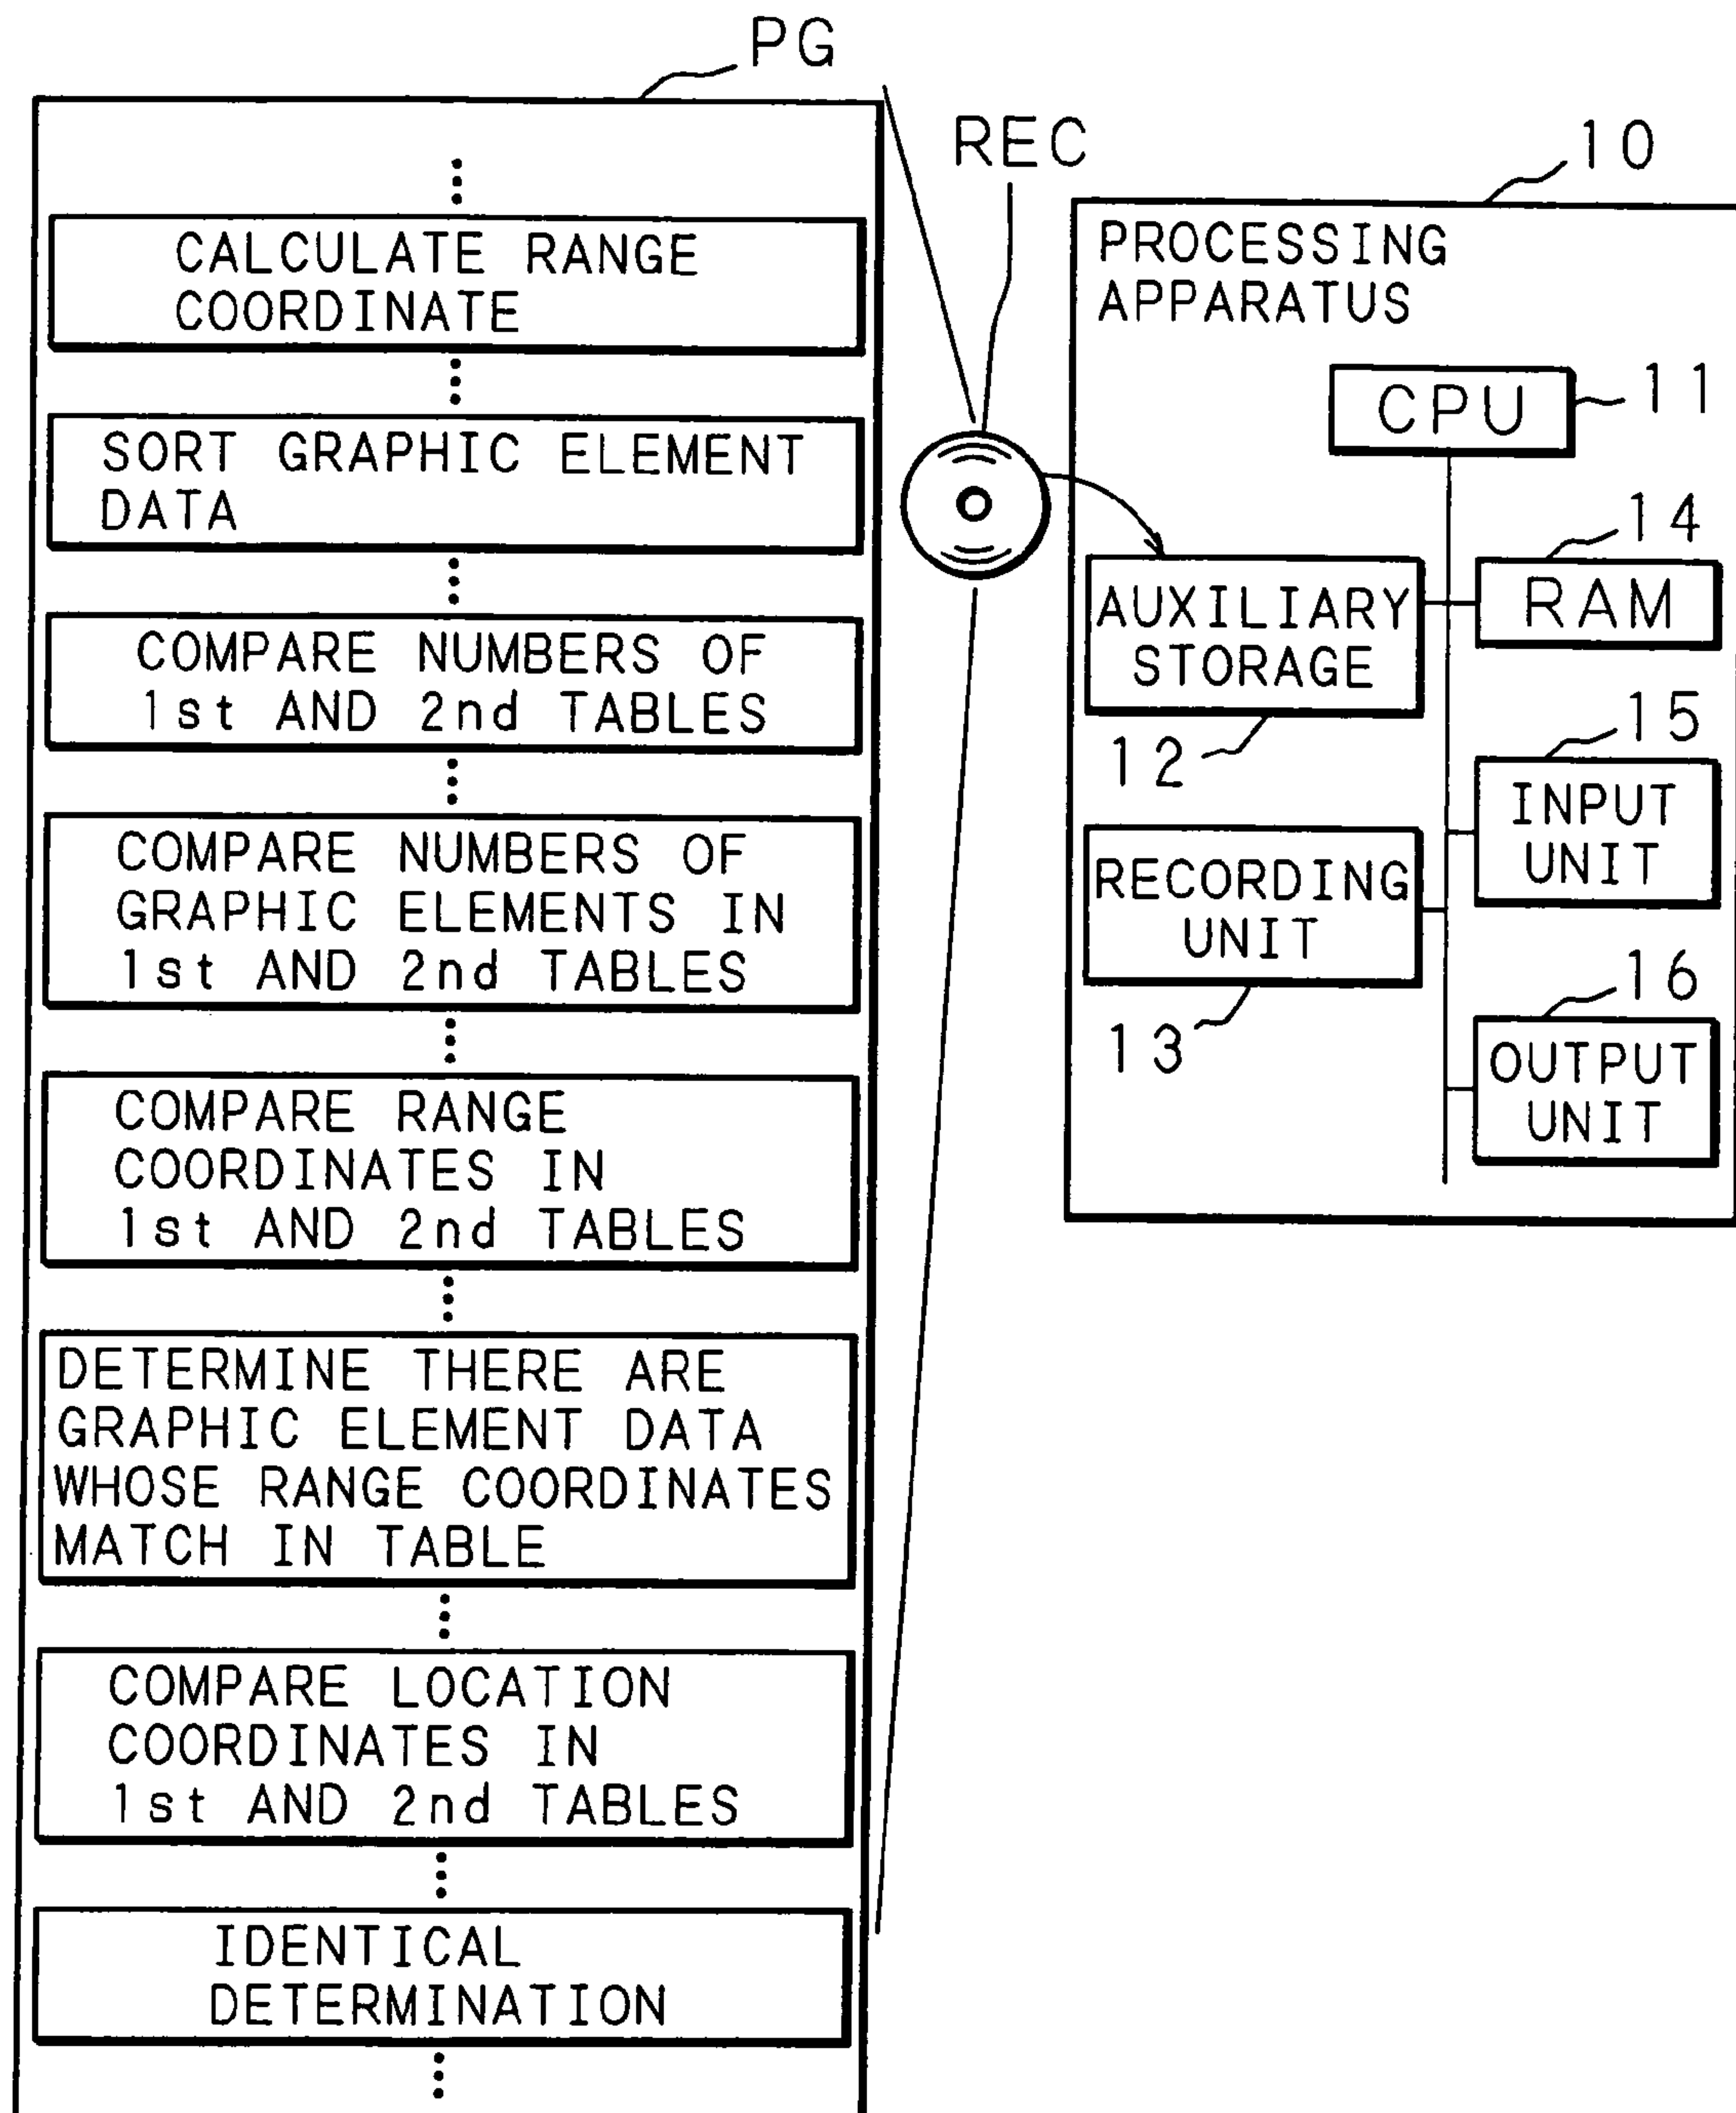 PG
CALCULATE RANGE
COORDINATE
SORT GRAPHIC ELEMENT
DATA
COMPARE NUMBERS OF
1st AND 2nd TABLES
COMPARE NUMBERS OF
GRAPHIC ELEMENTS IN
1st AND 2nd TABLES
COMPARE RANGE
COORDINATES IN
1st AND 2nd TABLES
DETERMINE THERE ARE
GRAPHIC ELEMENT DATA
WHOSE RANGE COORDINATES
MATCH IN TABLE
COMPARE LOCATION
COORDINATES IN
1st AND 2nd TABLES
IDENTICAL
DETERMINATION
REC
10
PROCESSING
APPARATUS
CPU
11
AUXILIARY
STORAGE
12
RECORDING
UNIT
13
14
RAM
15
INPUT
UNIT
16
OUTPUT
UNIT